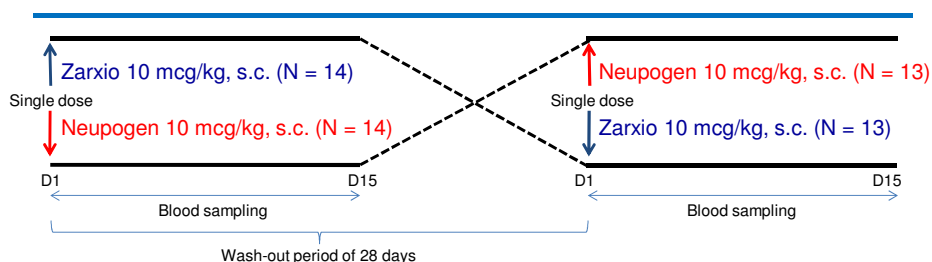 Zarxio 10 mcg/kg, s.c. (N = 14)
Neupogen 10 mcg/kg, s.c. (N = 13)
Single dose
Single dose
Neupogen 10 mcg/kg, s.c. (N = 14)
Zarxio 10 mcg/kg, s.c. (N = 13)
D1
D15
D1
D15
Blood sampling
Blood sampling
Wash-out period of 28 days